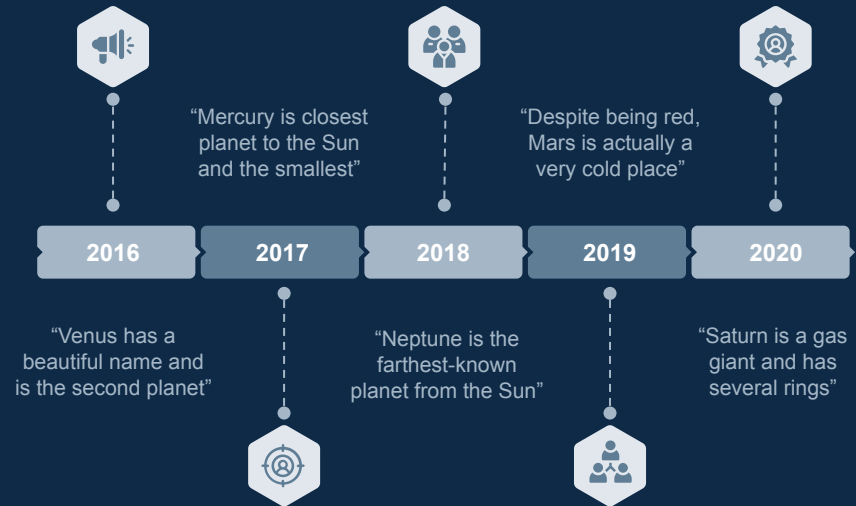 “Mercury is closest
planet to the Sun
and the smallest”
“Despite being red,
Mars is actually a
very cold place”
2016
2017
2018
2019
2020
“Venus has a
beautiful name and
is the second planet”
“Neptune is the
farthest-known
planet from the Sun”
“Saturn is a gas
giant and has
several rings”